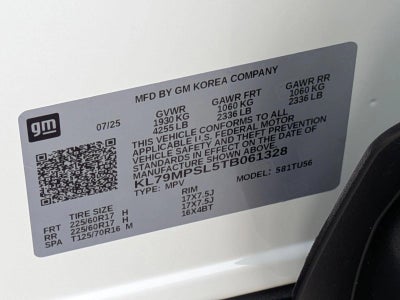 MFD BY GM KOREA COMPANY
gm
07/25
GVWR GAWR FRT GAWR RR
1930 KG 1060 KG 1060 KG
4255 LB 2336 LB 2336 LB
THIS VEHICLE CONFORMS TO ALL
APPLICABLE U.S. FEDERAL MOTOR
VEHICLE SAFETY AND THEFT PREVENTION
STANDARDS IN EFFECT ON THE DATE OF
MANUFACTURE SHOWN ABOVE.
KL79MPSL5TB061328
TYPE: MPV MODEL: 581TU56
TIRE SIZE RIM
FRT 225/60R17 H 17X7.5J
RR 225/60R17 H 17X7.5J
SPA T125/70R16 M 16X4BT